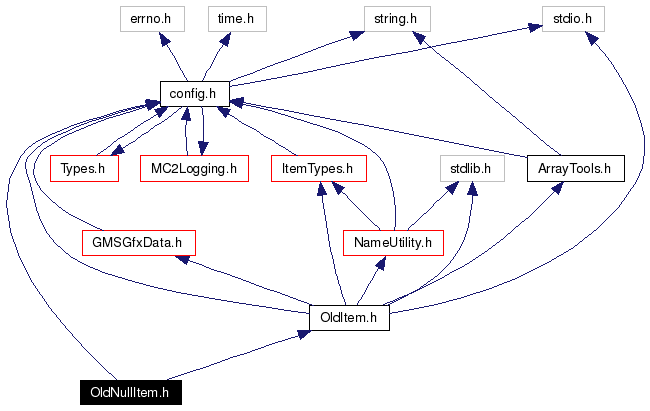 errno.h
time.h
string.h
stdio.h
config.h
Types.h
MC2Logging.h
ItemTypes.h
stdlib.h
ArrayTools.h
GMSGfxData.h
NameUtility.h
OldItem.h
OldNullItem.h